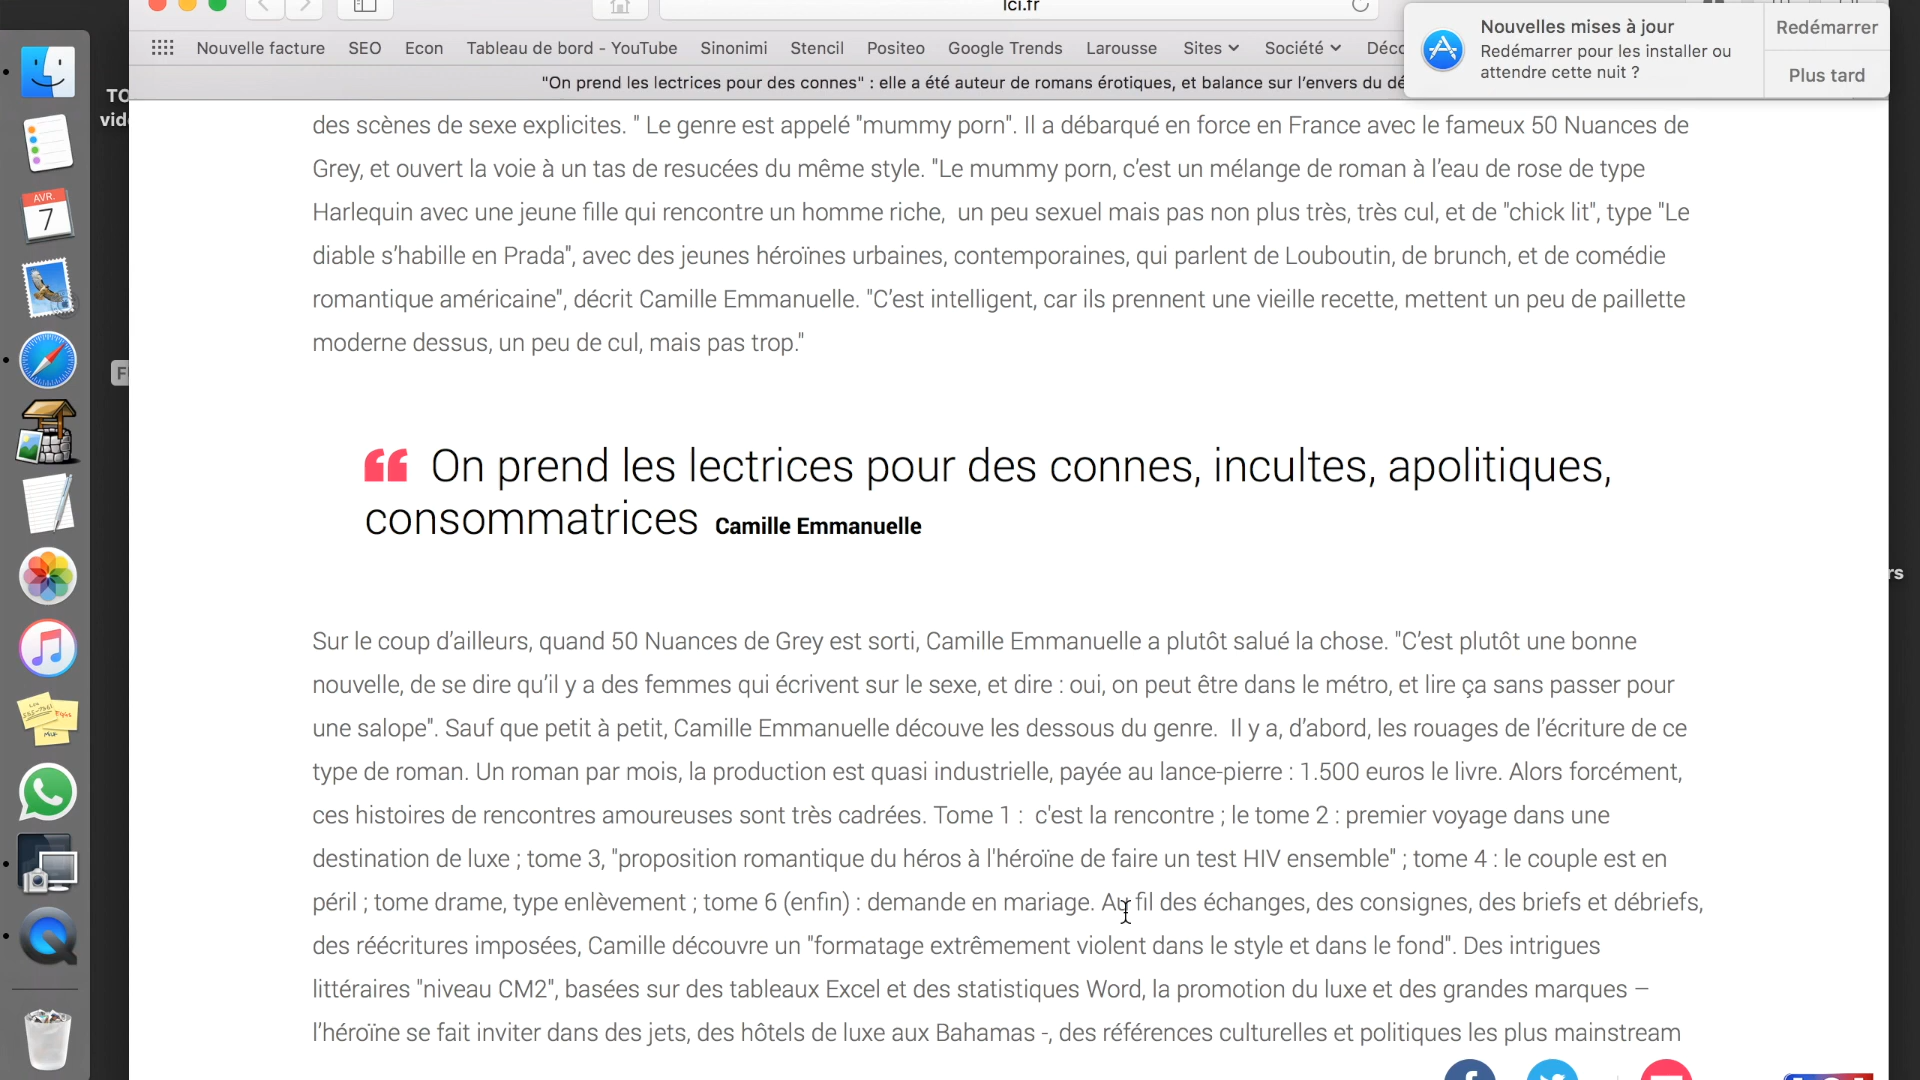 lci.fr
Nouvelle facture SEO Econ Tableau de bord - YouTube Sinonimi Stencil Positeo Google Trends Larousse Sites Société Déco
"On prend les lectrices pour des connes" : elle a été auteur de romans érotiques, et balance sur l'envers du dé
Nouvelles mises à jour
Redémarrer pour les installer ou
attendre cette nuit ?
Redémarrer
Plus tard
TO
vid
F
rs
AVR.
7
des scènes de sexe explicites. " Le genre est appelé "mummy porn". Il a débarqué en force en France avec le fameux 50 Nuances de
Grey, et ouvert la voie à un tas de resucées du même style. "Le mummy porn, c'est un mélange de roman à l'eau de rose de type
Harlequin avec une jeune fille qui rencontre un homme riche, un peu sexuel mais pas non plus très, très cul, et de "chick lit", type "Le
diable s'habille en Prada", avec des jeunes héroïnes urbaines, contemporaines, qui parlent de Louboutin, de brunch, et de comédie
romantique américaine", décrit Camille Emmanuelle. "C'est intelligent, car ils prennent une vieille recette, mettent un peu de paillette
moderne dessus, un peu de cul, mais pas trop."
On prend les lectrices pour des connes, incultes, apolitiques,
consommatrices Camille Emmanuelle
Sur le coup d'ailleurs, quand 50 Nuances de Grey est sorti, Camille Emmanuelle a plutôt salué la chose. "C'est plutôt une bonne
nouvelle, de se dire qu'il y a des femmes qui écrivent sur le sexe, et dire : oui, on peut être dans le métro, et lire ça sans passer pour
une salope". Sauf que petit à petit, Camille Emmanuelle découve les dessous du genre. Il y a, d'abord, les rouages de l'écriture de ce
type de roman. Un roman par mois, la production est quasi industrielle, payée au lance-pierre : 1.500 euros le livre. Alors forcément,
ces histoires de rencontres amoureuses sont très cadrées. Tome 1 : c'est la rencontre ; le tome 2 : premier voyage dans une
destination de luxe ; tome 3, "proposition romantique du héros à l'héroïne de faire un test HIV ensemble" ; tome 4 : le couple est en
péril ; tome drame, type enlèvement ; tome 6 (enfin) : demande en mariage. Au fil des échanges, des consignes, des briefs et débriefs,
des réécritures imposées, Camille découvre un "formatage extrêmement violent dans le style et dans le fond". Des intrigues
littéraires "niveau CM2", basées sur des tableaux Excel et des statistiques Word, la promotion du luxe et des grandes marques –
l'héroïne se fait inviter dans des jets, des hôtels de luxe aux Bahamas -, des références culturelles et politiques les plus mainstream